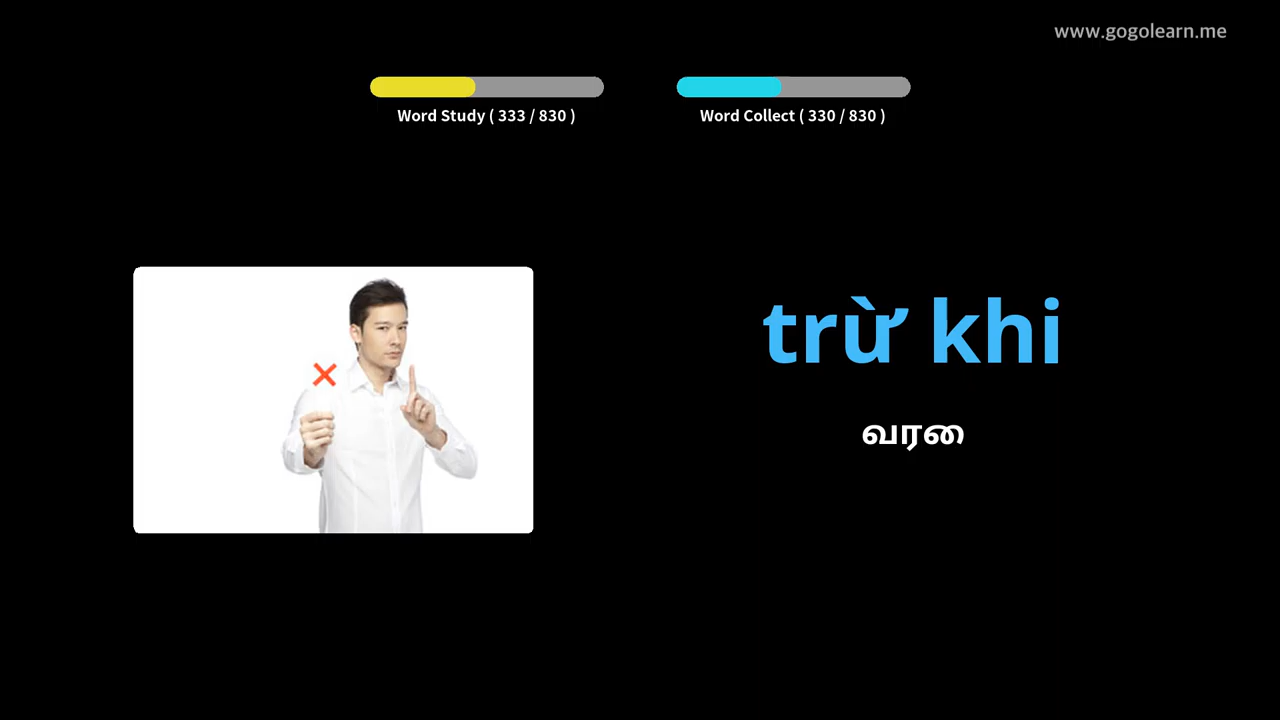 www.gogolearn.me
Word Study ( 333 / 830 )
Word Collect ( 330 / 830 )
trừ khi
வரை